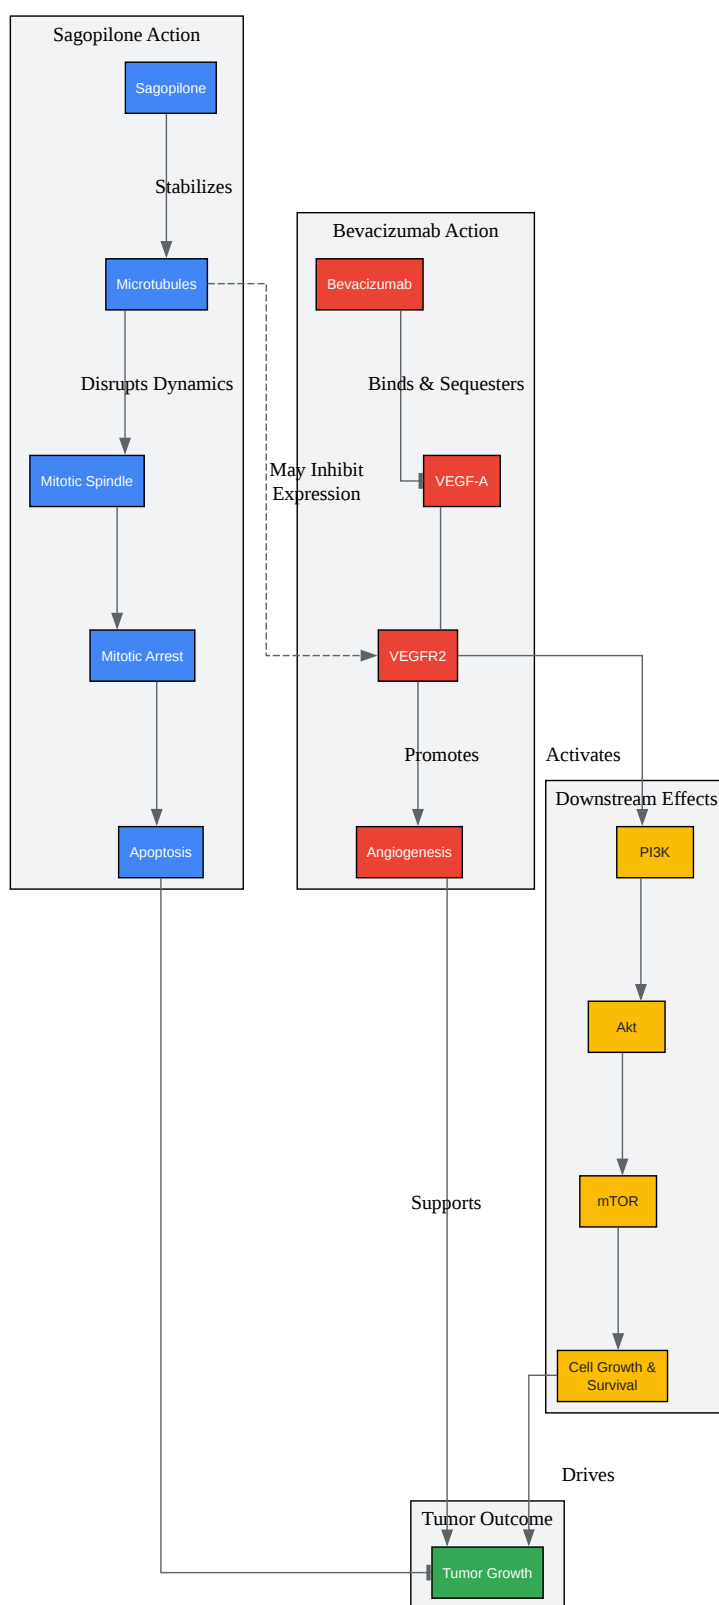 Sagopilone Action
Sagopilone
Stabilizes
Bevacizumab Action
Microtubules
Bevacizumab
Disrupts Dynamics
Binds & Sequesters
May Inhibit
Expression
Mitotic Spindle
VEGF-A
Mitotic Arrest
VEGFR2
Promotes
Activates
Downstream Effects
Apoptosis
Angiogenesis
PI3K
Akt
Supports
mTOR
Cell Growth &
Survival
Drives
Tumor Outcome
Tumor Growth